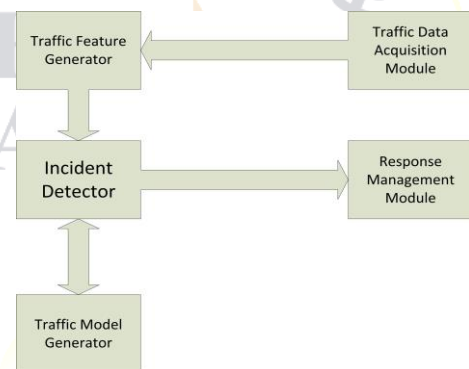 Traffic Feature
Generator
Traffic Data
Acquisition
Module
Incident
Detector
Response
Management
Module
Traffic Model
Generator